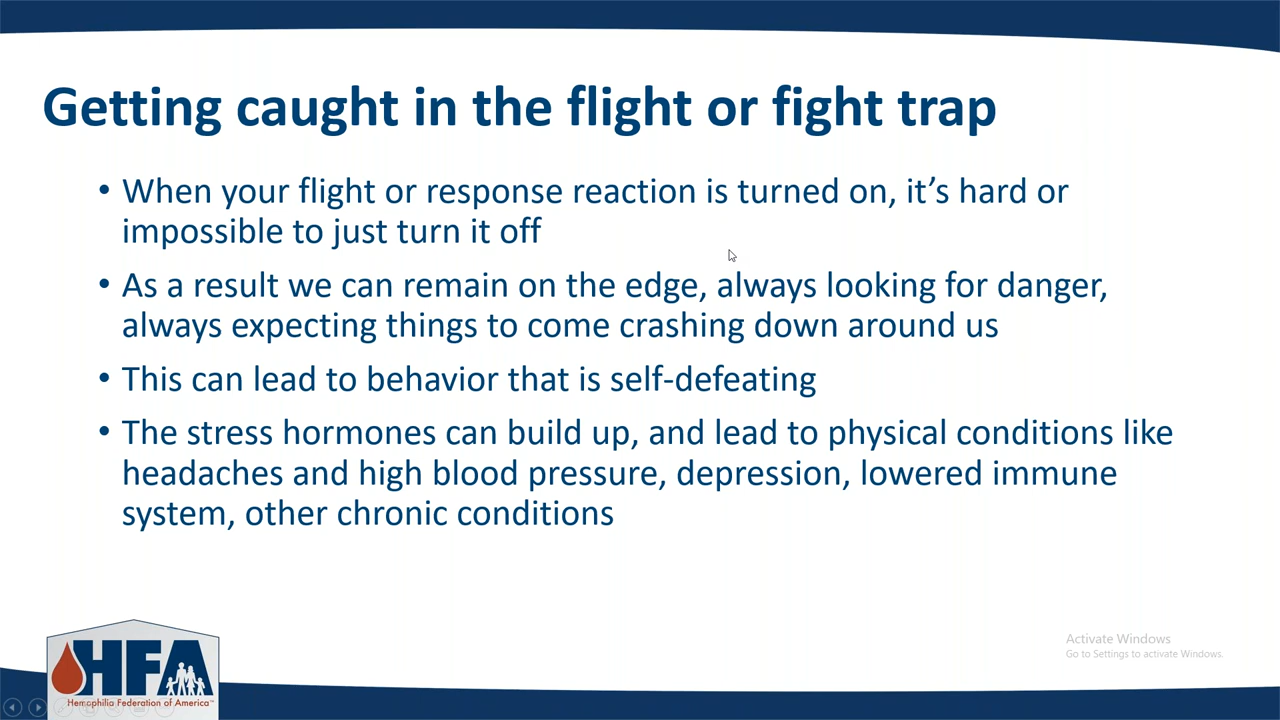 Getting caught in the flight or fight trap
• When your flight or response reaction is turned on, it’s hard or
impossible to just turn it off
• As a result we can remain on the edge, always looking for danger,
always expecting things to come crashing down around us
• This can lead to behavior that is self-defeating
• The stress hormones can build up, and lead to physical conditions like
headaches and high blood pressure, depression, lowered immune
system, other chronic conditions
Activate Windows
Go to Settings to activate Windows.
HFA
Hemophilia Federation of America™